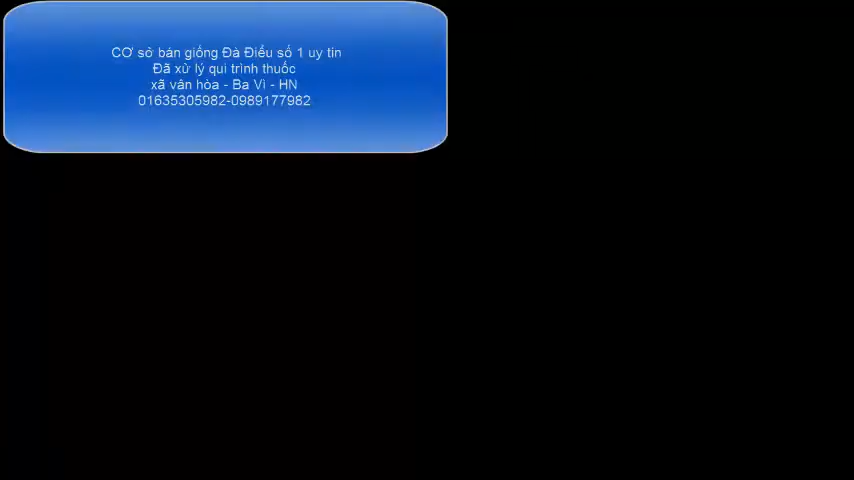 CƠ sở bán giống Đà Điểu số 1 uy tín
Đã xử lý qui trình thuốc
xã vân hòa - Ba Vì - HN
01635305982-0989177982